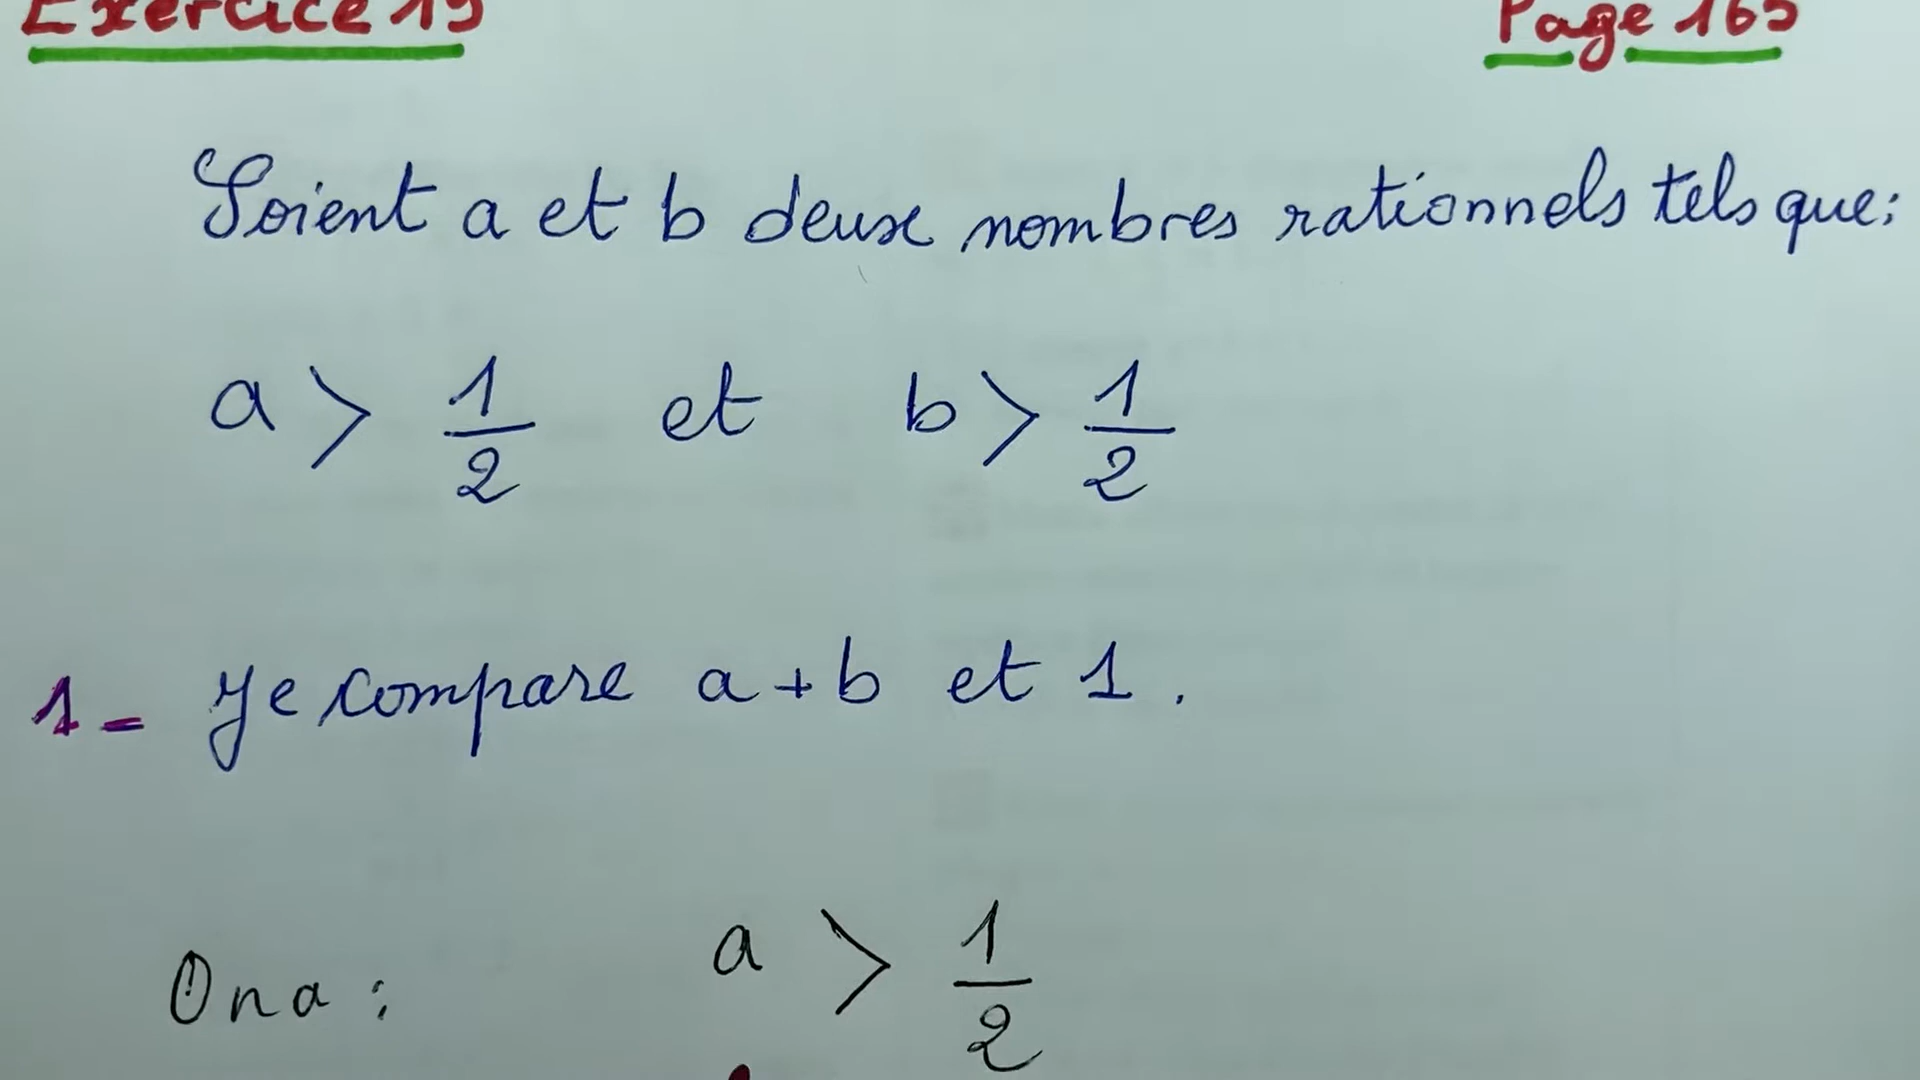 Exercice 19 Page 165
Soient a et b deux nombres rationnels tels que:
a > 1/2 et b > 1/2
1- Je compare a + b et 1.
On a : a > 1/2